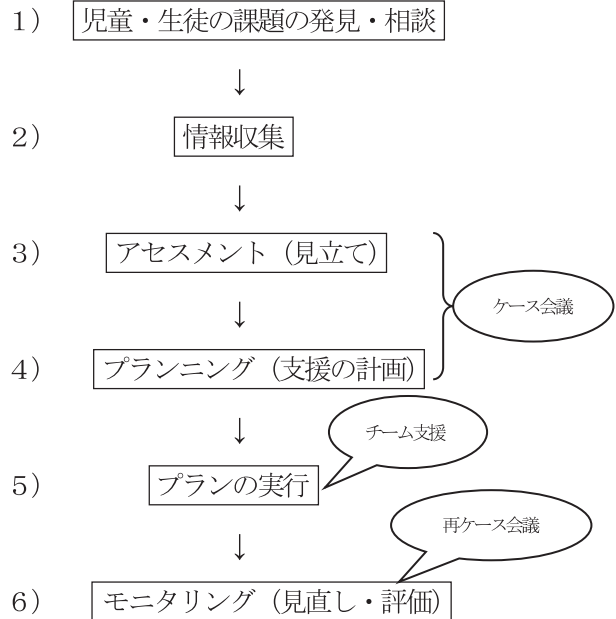 1） 児童・生徒の課題の発見・相談
↓
2） 情報収集
↓
3） アセスメント（見立て）
ケース会議
↓
4） プランニング（支援の計画）
↓
チーム支援
5） プランの実行
↓
再ケース会議
6） モニタリング（見直し・評価）